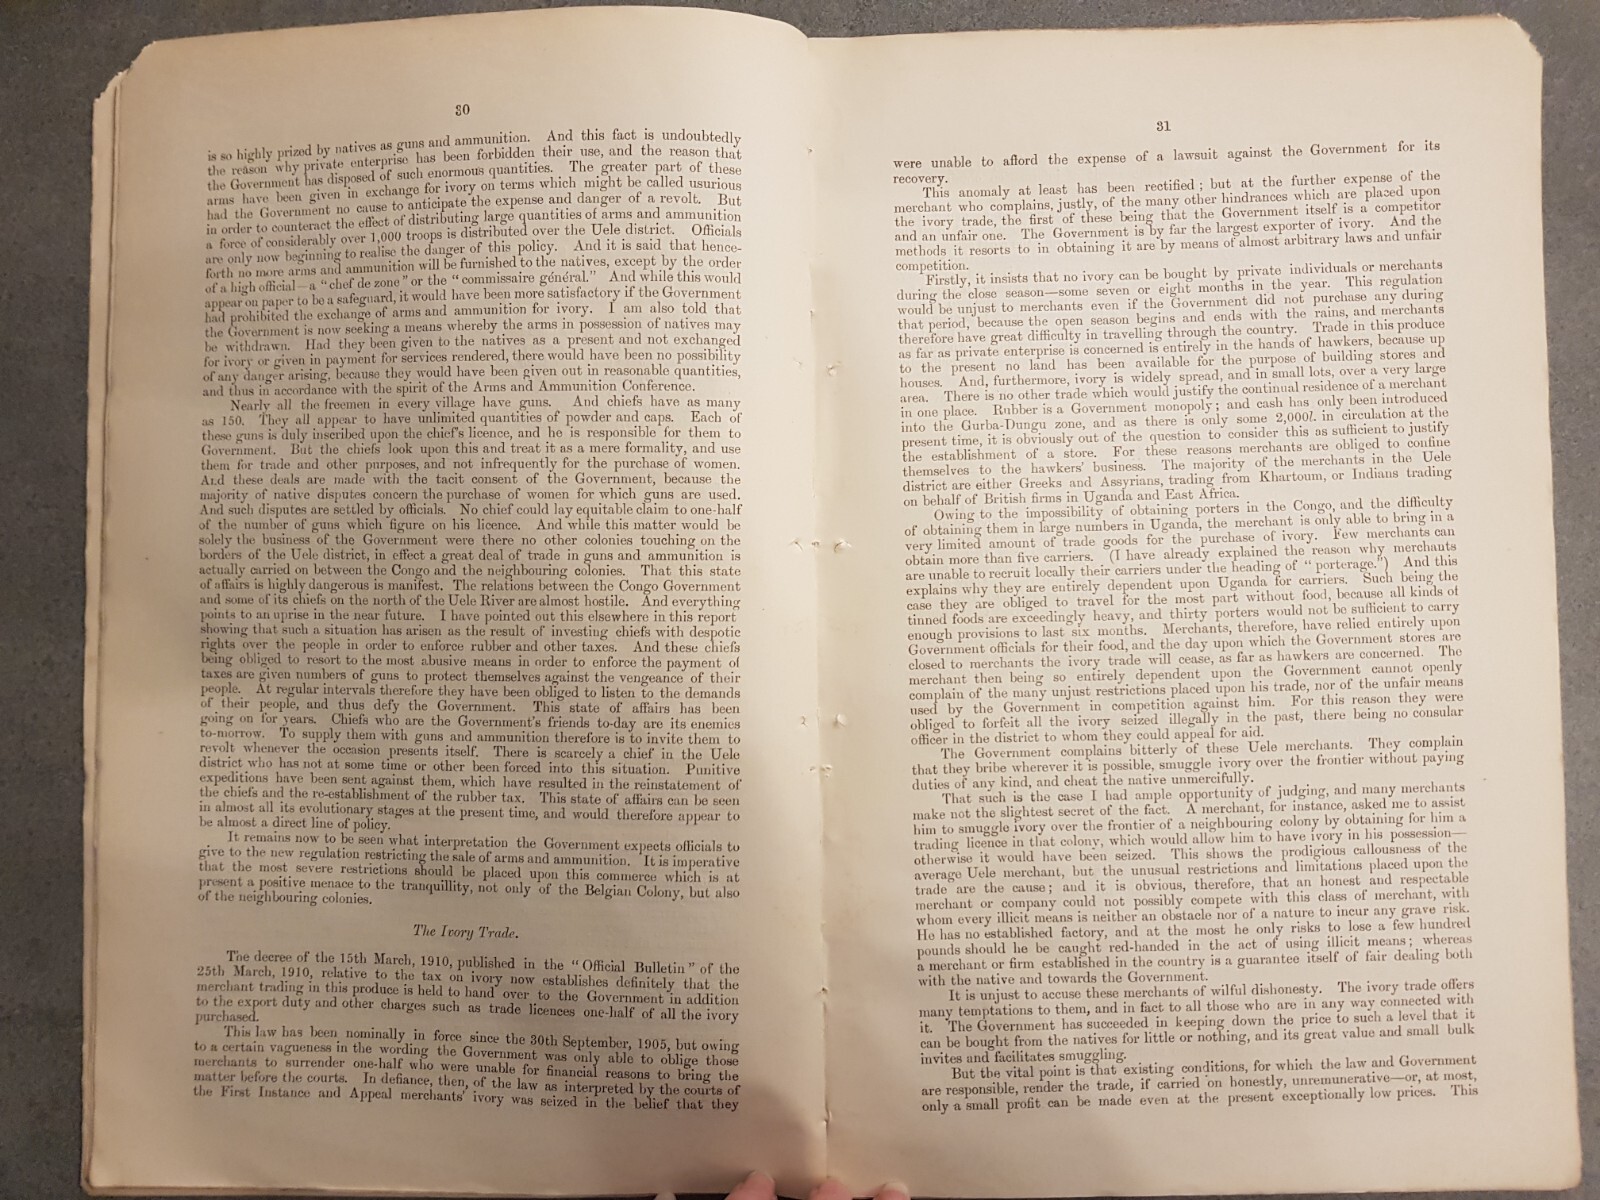 30
is so highly prized by natives as guns and ammunition. And this fact is undoubtedly
the reason why private enterprise has been forbidden their use, and the reason that
the Government has disposed of such enormous quantities. The greater part of these
arms have been given in exchange for ivory on terms which might be called usurious
had the Government no cause to anticipate the expense and danger of a revolt. But
in order to counteract the effect of distributing large quantities of arms and ammunition
a force of considerably over 1,000 troops is distributed over the Uele district. Officials
are only now beginning to realise the danger of this policy. And it is said that hence-
forth no more arms and ammunition will be furnished to the natives, except by the order
of a high official—a "chef de zone" or the "commissaire général." And while this would
appear on paper to be a safeguard, it would have been more satisfactory if the Government
had prohibited the exchange of arms and ammunition for ivory. I am also told that
the Government is now seeking a means whereby the arms in possession of natives may
be withdrawn. Had they been given to the natives as a present and not exchanged
for ivory or given in payment for services rendered, there would have been no possibility
of any danger arising, because they would have been given out in reasonable quantities,
and thus in accordance with the spirit of the Arms and Ammunition Conference.
Nearly all the freemen in every village have guns. And chiefs have as many
as 150. They all appear to have unlimited quantities of powder and caps. Each of
these guns is duly inscribed upon the chief's licence, and he is responsible for them to
Government. But the chiefs look upon this and treat it as a mere formality, and use
them for trade and other purposes, and not infrequently for the purchase of women.
And these deals are made with the tacit consent of the Government, because the
majority of native disputes concern the purchase of women for which guns are used.
And such disputes are settled by officials. No chief could lay equitable claim to one-half
of the number of guns which figure on his licence. And while this matter would be
solely the business of the Government were there no other colonies touching on the
borders of the Uele district, in effect a great deal of trade in guns and ammunition is
actually carried on between the Congo and the neighbouring colonies. That this state
of affairs is highly dangerous is manifest. The relations between the Congo Government
and some of its chiefs on the north of the Uele River are almost hostile. And everything
points to an uprise in the near future. I have pointed out this elsewhere in this report
showing that such a situation has arisen as the result of investing chiefs with despotic
rights over the people in order to enforce rubber and other taxes. And these chiefs
being obliged to resort to the most abusive means in order to enforce the payment of
taxes are given numbers of guns to protect themselves against the vengeance of their
people. At regular intervals therefore they have been obliged to listen to the demands
of their people, and thus defy the Government. This state of affairs has been
going on for years. Chiefs who are the Government's friends to-day are its enemies
to-morrow. To supply them with guns and ammunition therefore is to invite them to
revolt whenever the occasion presents itself. There is scarcely a chief in the Uele
district who has not at some time or other been forced into this situation. Punitive
expeditions have been sent against them, which have resulted in the reinstatement of
the chiefs and the re-establishment of the rubber tax. This state of affairs can be seen
in almost all its evolutionary stages at the present time, and would therefore appear to
be almost a direct line of policy.
It remains now to be seen what interpretation the Government expects officials to
give to the new regulation restricting the sale of arms and ammunition. It is imperative
that the most severe restrictions should be placed upon this commerce which is at
present a positive menace to the tranquillity, not only of the Belgian Colony, but also
of the neighbouring colonies.
The Ivory Trade.
The decree of the 15th March, 1910, published in the "Official Bulletin" of the
25th March, 1910, relative to the tax on ivory now establishes definitely that the
merchant trading in this produce is held to hand over to the Government in addition
to the export duty and other charges such as trade licences one-half of all the ivory
purchased.
This law has been nominally in force since the 30th September, 1905, but owing
to a certain vagueness in the wording the Government was only able to oblige those
merchants to surrender one-half who were unable for financial reasons to bring the
matter before the courts. In defiance, then, of the law as interpreted by the courts of
the First Instance and Appeal merchants' ivory was seized in the belief that they
31
were unable to afford the expense of a lawsuit against the Government for its
recovery.
This anomaly at least has been rectified; but at the further expense of the
merchant who complains, justly, of the many other hindrances which are placed upon
the ivory trade, the first of these being that the Government itself is a competitor
and an unfair one. The Government is by far the largest exporter of ivory. And the
methods it resorts to in obtaining it are by means of almost arbitrary laws and unfair
competition.
Firstly, it insists that no ivory can be bought by private individuals or merchants
during the close season—some seven or eight months in the year. This regulation
would be unjust to merchants even if the Government did not purchase any during
that period, because the open season begins and ends with the rains, and merchants
therefore have great difficulty in travelling through the country. Trade in this produce
as far as private enterprise is concerned is entirely in the hands of hawkers, because up
to the present no land has been available for the purpose of building stores and
houses. And, furthermore, ivory is widely spread, and in small lots, over a very large
area. There is no other trade which would justify the continual residence of a merchant
in one place. Rubber is a Government monopoly; and cash has only been introduced
into the Gurba-Dungu zone, and as there is only some 2,000l. in circulation at the
present time, it is obviously out of the question to consider this as sufficient to justify
the establishment of a store. For these reasons merchants are obliged to confine
themselves to the hawkers' business. The majority of the merchants in the Uele
district are either Greeks and Assyrians, trading from Khartoum, or Indians trading
on behalf of British firms in Uganda and East Africa.
Owing to the impossibility of obtaining porters in the Congo, and the difficulty
of obtaining them in large numbers in Uganda, the merchant is only able to bring in a
very limited amount of trade goods for the purchase of ivory. Few merchants can
obtain more than five carriers. (I have already explained the reason why merchants
are unable to recruit locally their carriers under the heading of "porterage.") And this
explains why they are entirely dependent upon Uganda for carriers. Such being the
case they are obliged to travel for the most part without food, because all kinds of
tinned foods are exceedingly heavy, and thirty porters would not be sufficient to carry
enough provisions to last six months. Merchants, therefore, have relied entirely upon
Government officials for their food, and the day upon which the Government stores are
closed to merchants the ivory trade will cease, as far as hawkers are concerned. The
merchant then being so entirely dependent upon the Government cannot openly
complain of the many unjust restrictions placed upon his trade, nor of the unfair means
used by the Government in competition against him. For this reason they were
obliged to forfeit all the ivory seized illegally in the past, there being no consular
officer in the district to whom they could appeal for aid.
The Government complains bitterly of these Uele merchants. They complain
that they bribe wherever it is possible, smuggle ivory over the frontier without paying
duties of any kind, and cheat the native unmercifully.
That such is the case I had ample opportunity of judging, and many merchants
make not the slightest secret of the fact. A merchant, for instance, asked me to assist
him to smuggle ivory over the frontier of a neighbouring colony by obtaining for him a
trading licence in that colony, which would allow him to have ivory in his possession—
otherwise it would have been seized. This shows the prodigious callousness of the
average Uele merchant, but the unusual restrictions and limitations placed upon the
trade are the cause; and it is obvious, therefore, that an honest and respectable
merchant or company could not possibly compete with this class of merchant, with
whom every illicit means is neither an obstacle nor of a nature to incur any grave risk.
He has no established factory, and at the most he only risks to lose a few hundred
pounds should he be caught red-handed in the act of using illicit means; whereas
a merchant or firm established in the country is a guarantee itself of fair dealing both
with the native and towards the Government.
It is unjust to accuse these merchants of wilful dishonesty. The ivory trade offers
many temptations to them, and in fact to all those who are in any way connected with
it. The Government has succeeded in keeping down the price to such a level that it
can be bought from the natives for little or nothing, and its great value and small bulk
invites and facilitates smuggling.
But the vital point is that existing conditions, for which the law and Government
are responsible, render the trade, if carried on honestly, unremunerative—or, at most,
only a small profit can be made even at the present exceptionally low prices. This